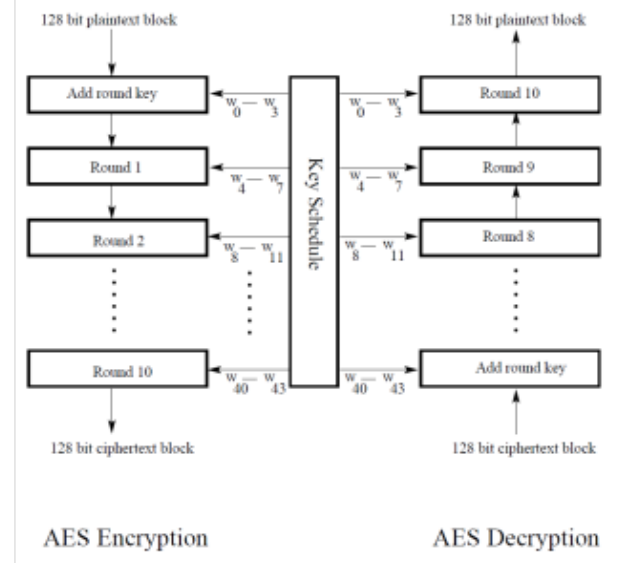 128 bit plaintext block
128 bit plaintext block
Add round key
w0 — w3
w0 — w3
Round 10
Round 1
w4 — w7
w4 — w7
Round 9
Key Schedule
Round 2
w8 — w11
w8 — w11
Round 8
Round 10
w40 — w43
w40 — w43
Add round key
128 bit ciphertext block
128 bit ciphertext block
AES Encryption
AES Decryption